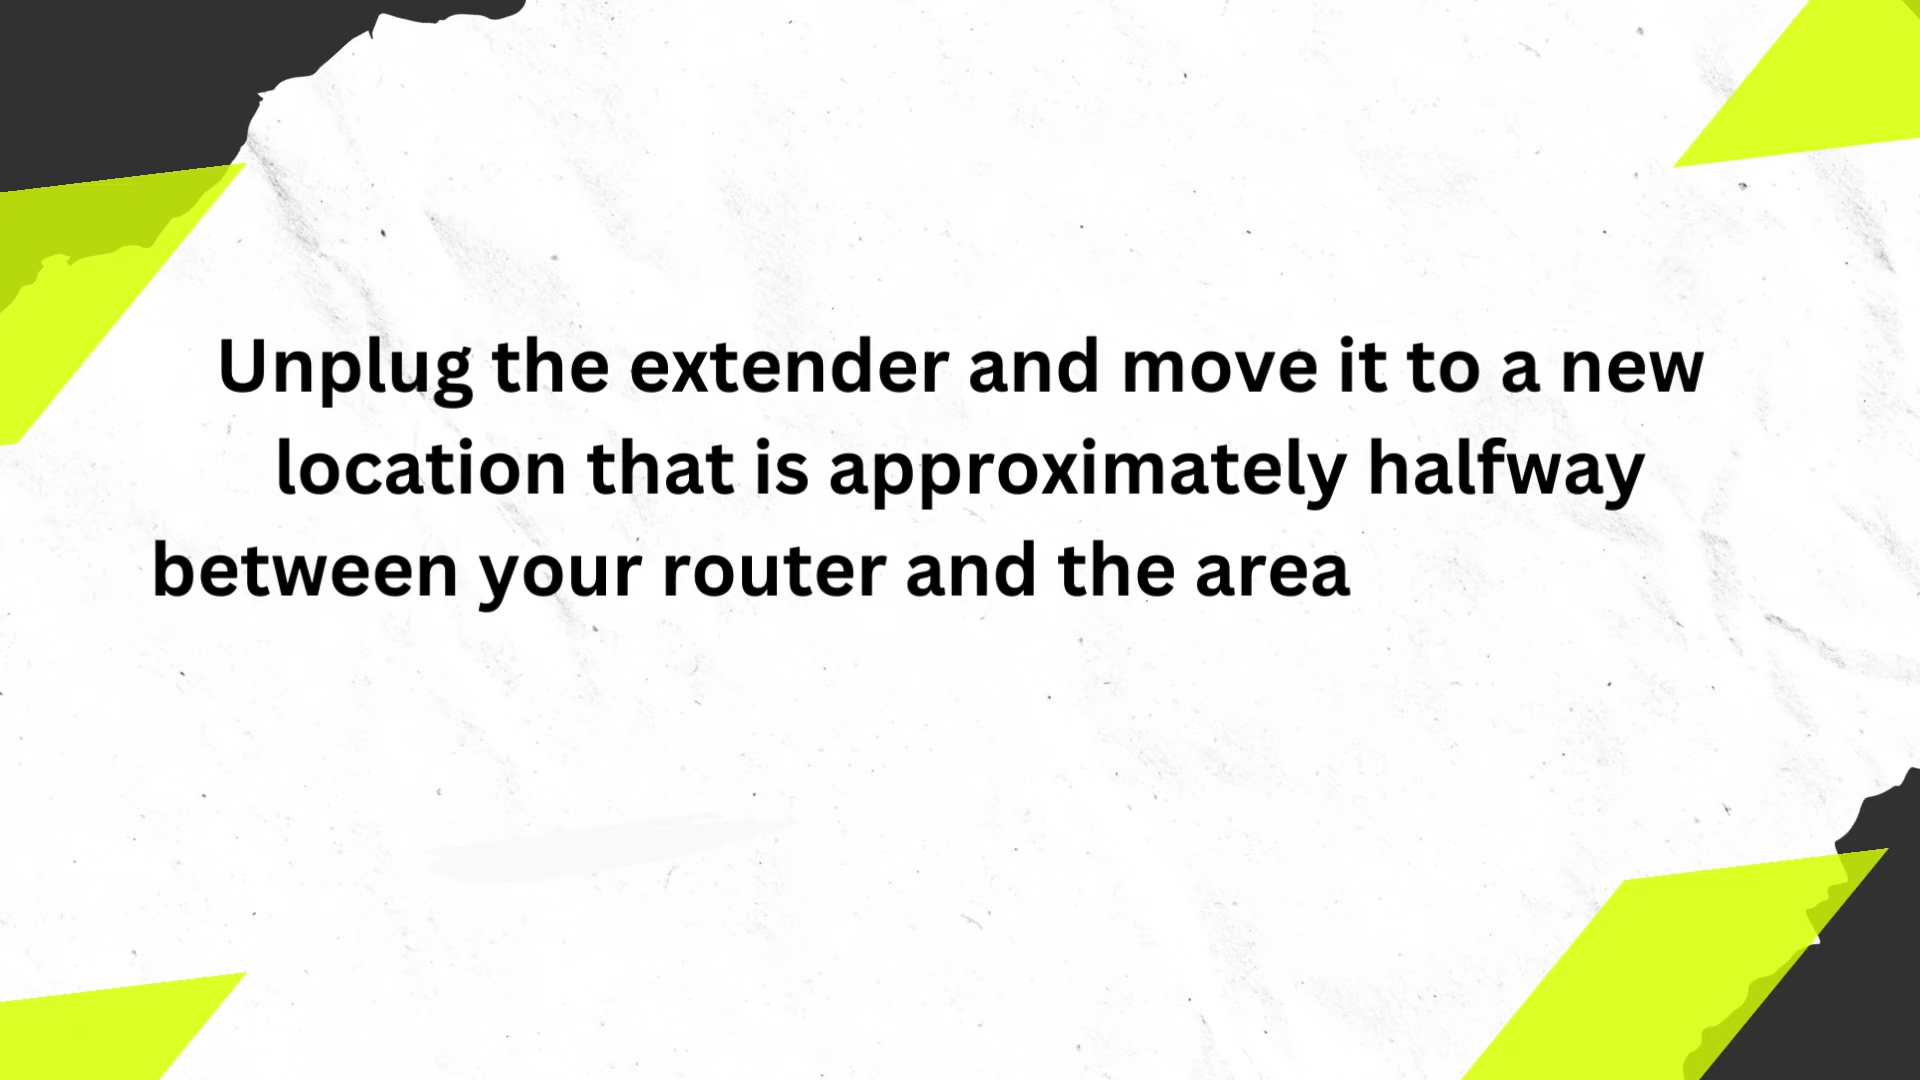 Unplug the extender and move it to a new
location that is approximately halfway
between your router and the area